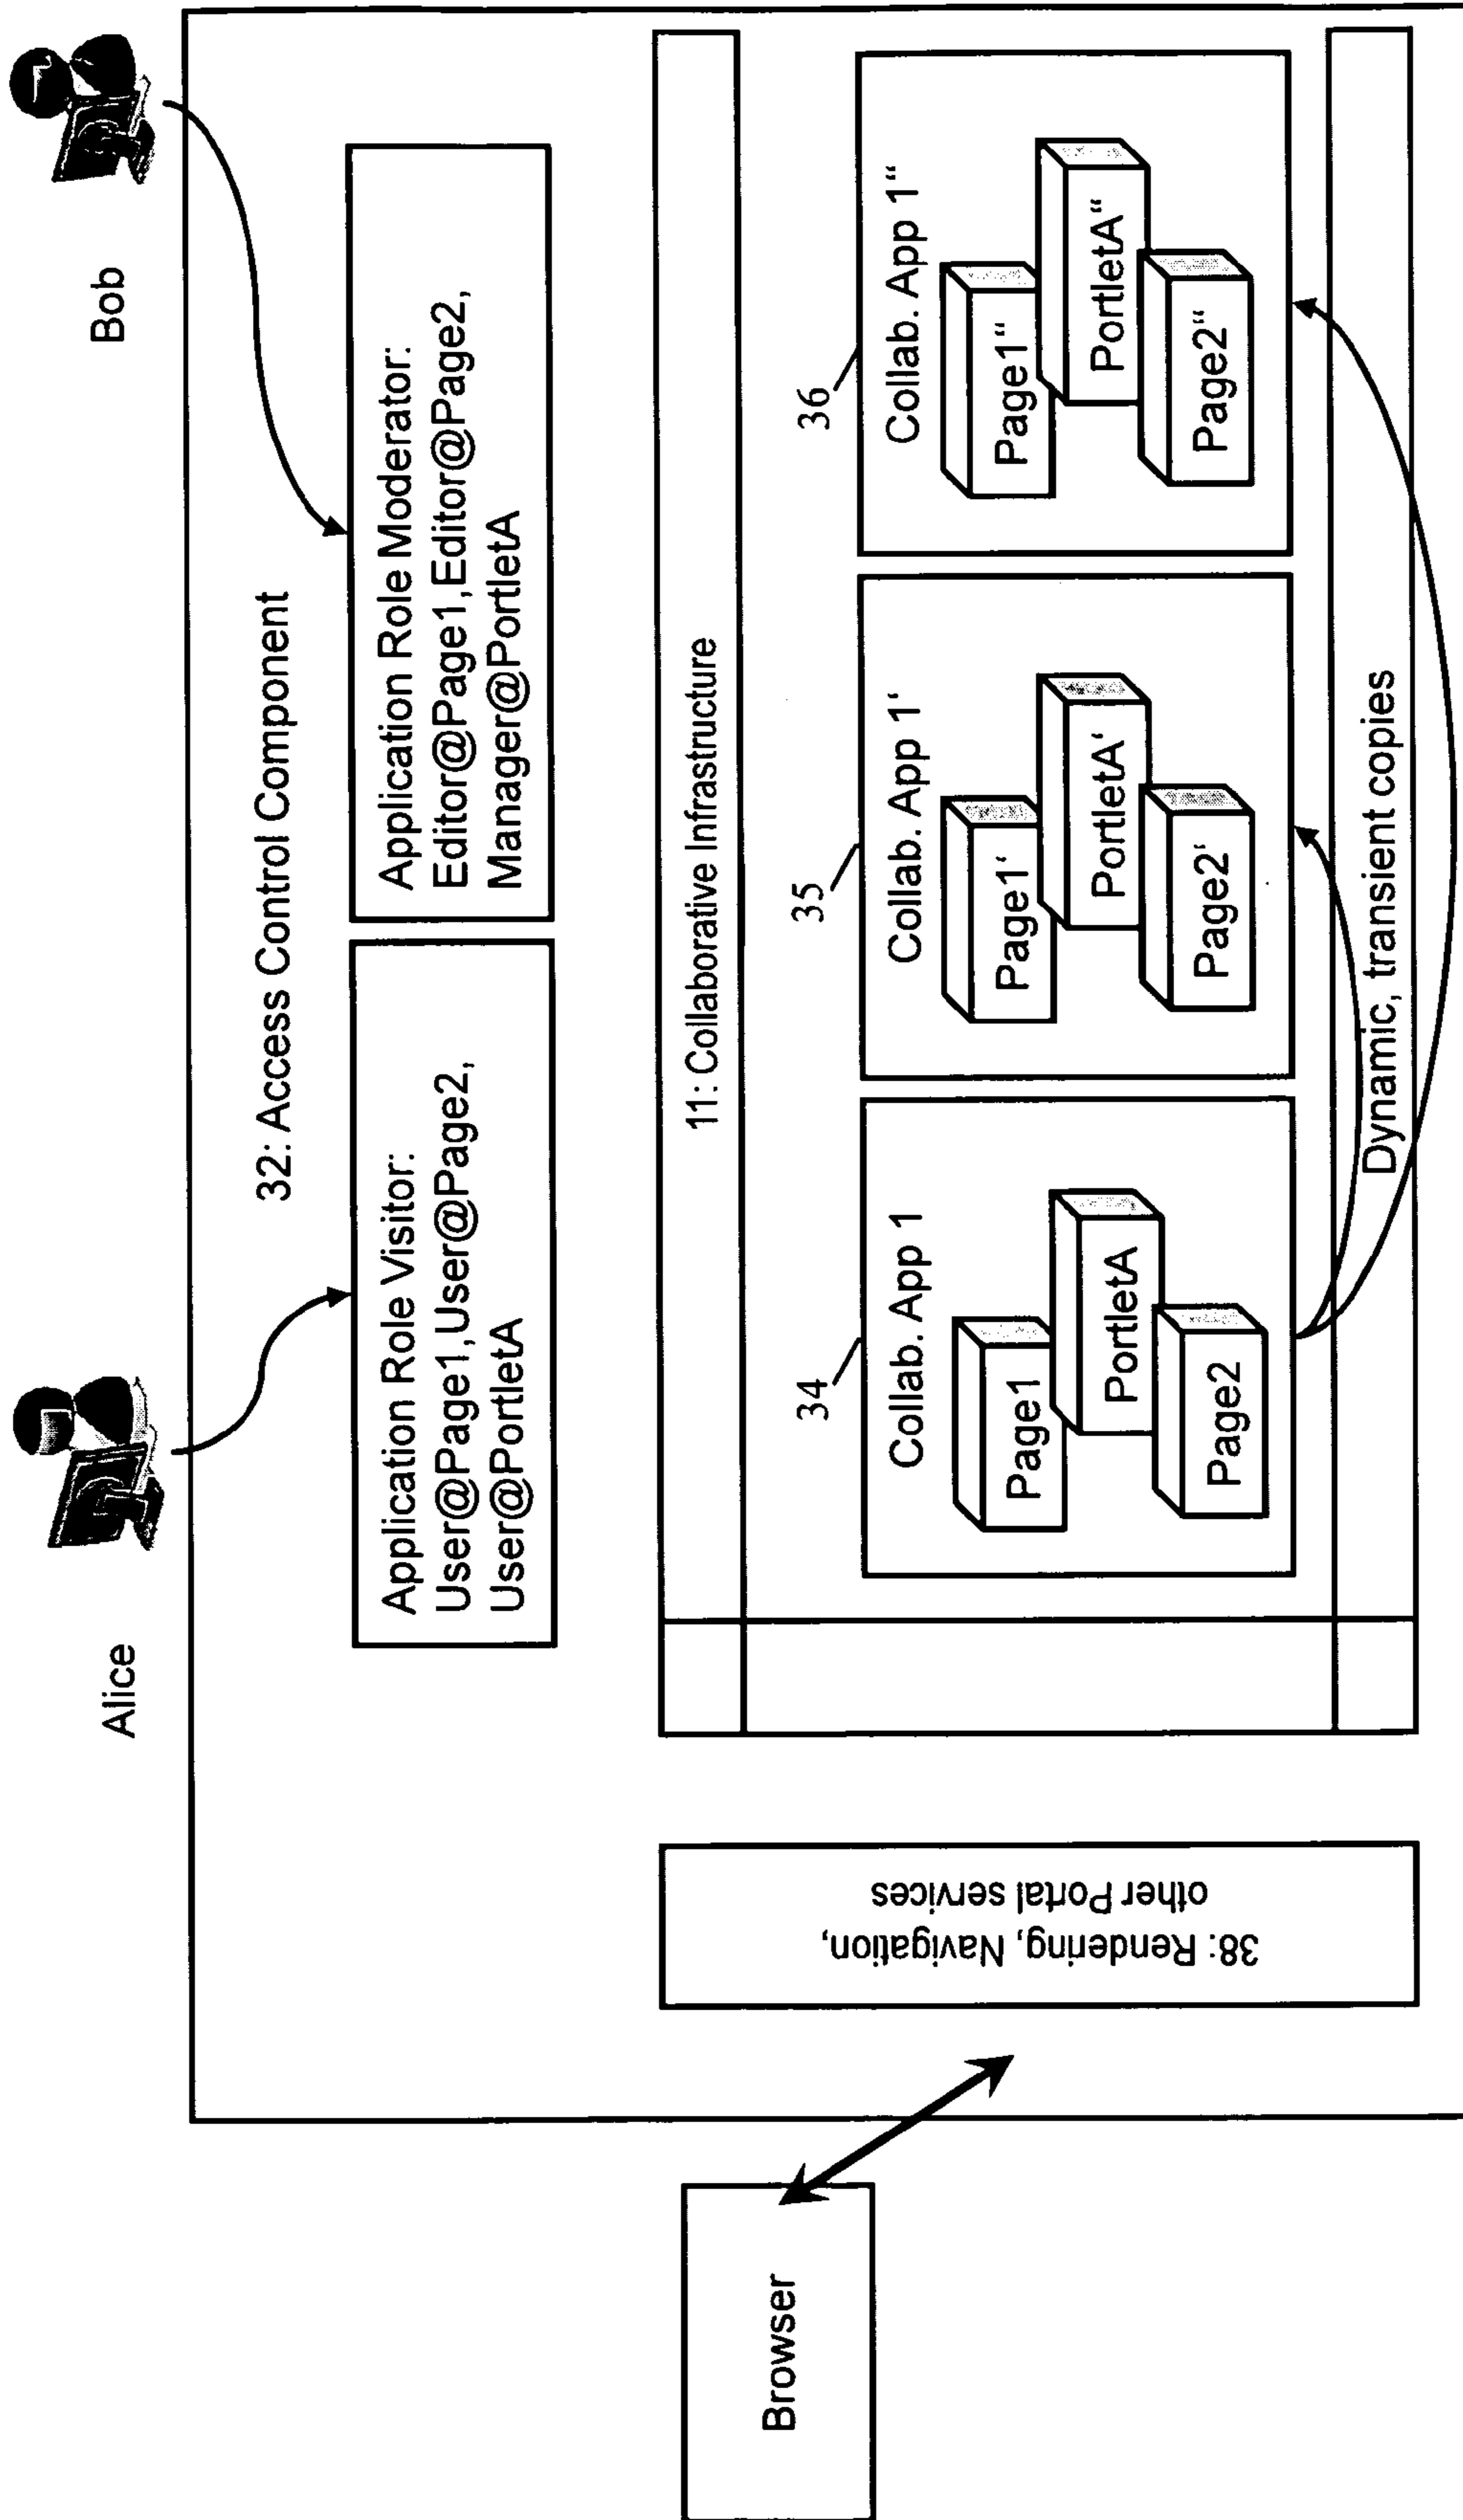 Alice
Bob
32: Access Control Component
Application Role Visitor:
User@Page1,User@Page2,
User@PortletA
Application Role Moderator:
Editor@Page1,Editor@Page2,
Manager@PortletA
Browser
38: Rendering, Navigation,
other Portal services
11: Collaborative Infrastructure
34
Collab. App 1
Page1
PortletA
Page2
35
Collab. App 1‘
Page1‘
PortletA‘
Page2‘
36
Collab. App 1“
Page1“
PortletA“
Page2“
Dynamic, transient copies